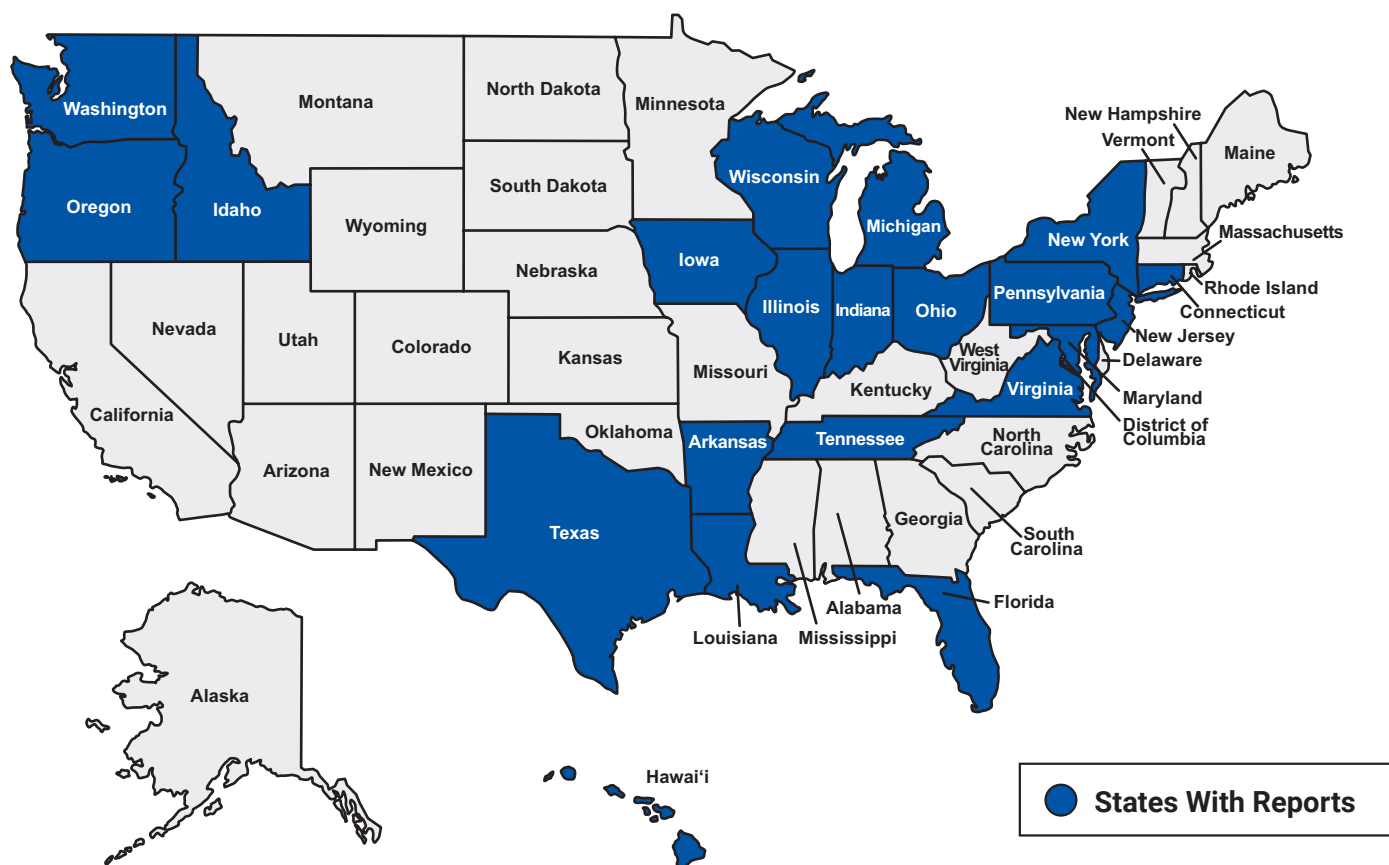 Washington
Montana
North Dakota
Minnesota
New Hampshire
Vermont
Maine
Oregon
Idaho
Wyoming
South Dakota
Wisconsin
Michigan
New York
Massachusetts
Nebraska
Iowa
Illinois
Indiana
Ohio
Pennsylvania
Rhode Island
Connecticut
New Jersey
Delaware
Maryland
District of
Columbia
Nevada
Utah
Colorado
Kansas
Missouri
West
Virginia
Virginia
Kentucky
California
Arizona
New Mexico
Oklahoma
Arkansas
Tennessee
North
Carolina
Texas
Georgia
South
Carolina
Louisiana
Mississippi
Alabama
Florida
Alaska
Hawaiʻi
States With Reports